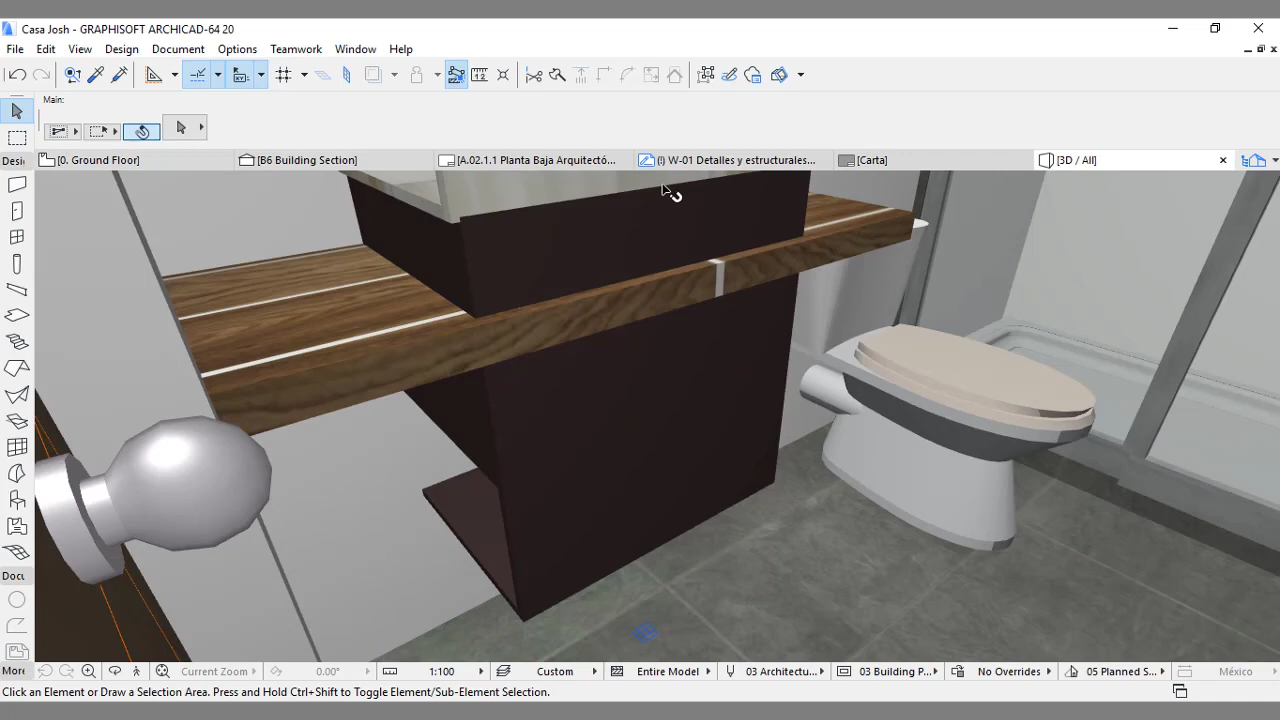 Casa Josh - GRAPHISOFT ARCHICAD-64 20
File Edit View Design Document Options Teamwork Window Help
Main:
Desi
[0. Ground Floor]
[B6 Building Section]
[A.02.1.1 Planta Baja Arquitectó...
(!) W-01 Detalles y estructurales...
[Carta]
[3D / All]
Docu
More
Current Zoom
0.00°
1:100
Custom
Entire Model
03 Architectu...
03 Building P...
No Overrides
05 Planned S...
México
Click an Element or Draw a Selection Area. Press and Hold Ctrl+Shift to Toggle Element/Sub-Element Selection.